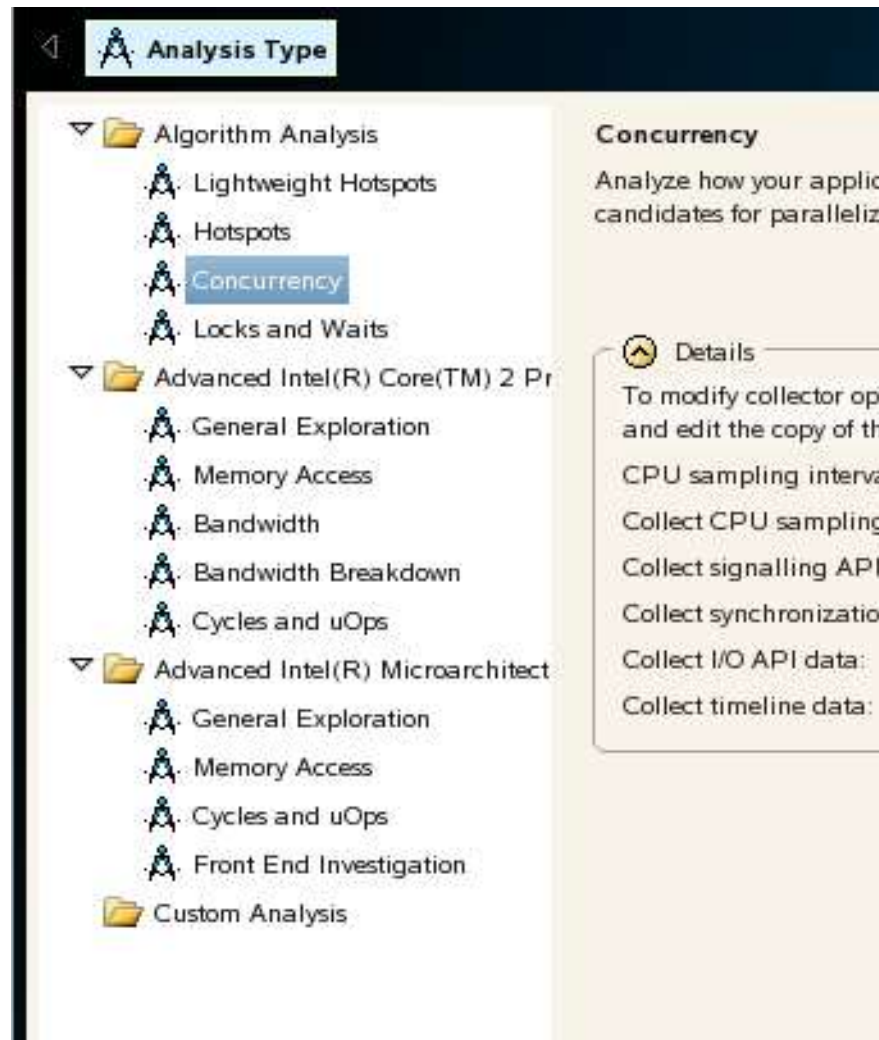 Analysis Type
Algorithm Analysis
Lightweight Hotspots
Hotspots
Concurrency
Locks and Waits
Advanced Intel(R) Core(TM) 2 Pr
General Exploration
Memory Access
Bandwidth
Bandwidth Breakdown
Cycles and uOps
Advanced Intel(R) Microarchitect
General Exploration
Memory Access
Cycles and uOps
Front End Investigation
Custom Analysis
Concurrency
Analyze how your applic
candidates for paralleliz
Details
To modify collector op
and edit the copy of th
CPU sampling interva
Collect CPU sampling
Collect signalling API
Collect synchronizatio
Collect I/O API data:
Collect timeline data: